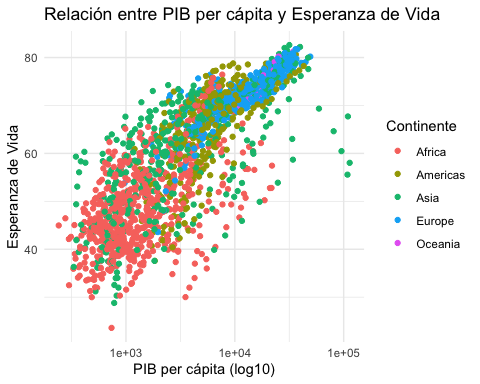 Relación entre PIB per cápita y Esperanza de Vida
Esperanza de Vida
80
60
40
1e+03
1e+04
1e+05
PIB per cápita (log10)
Continente
Africa
Americas
Asia
Europe
Oceania